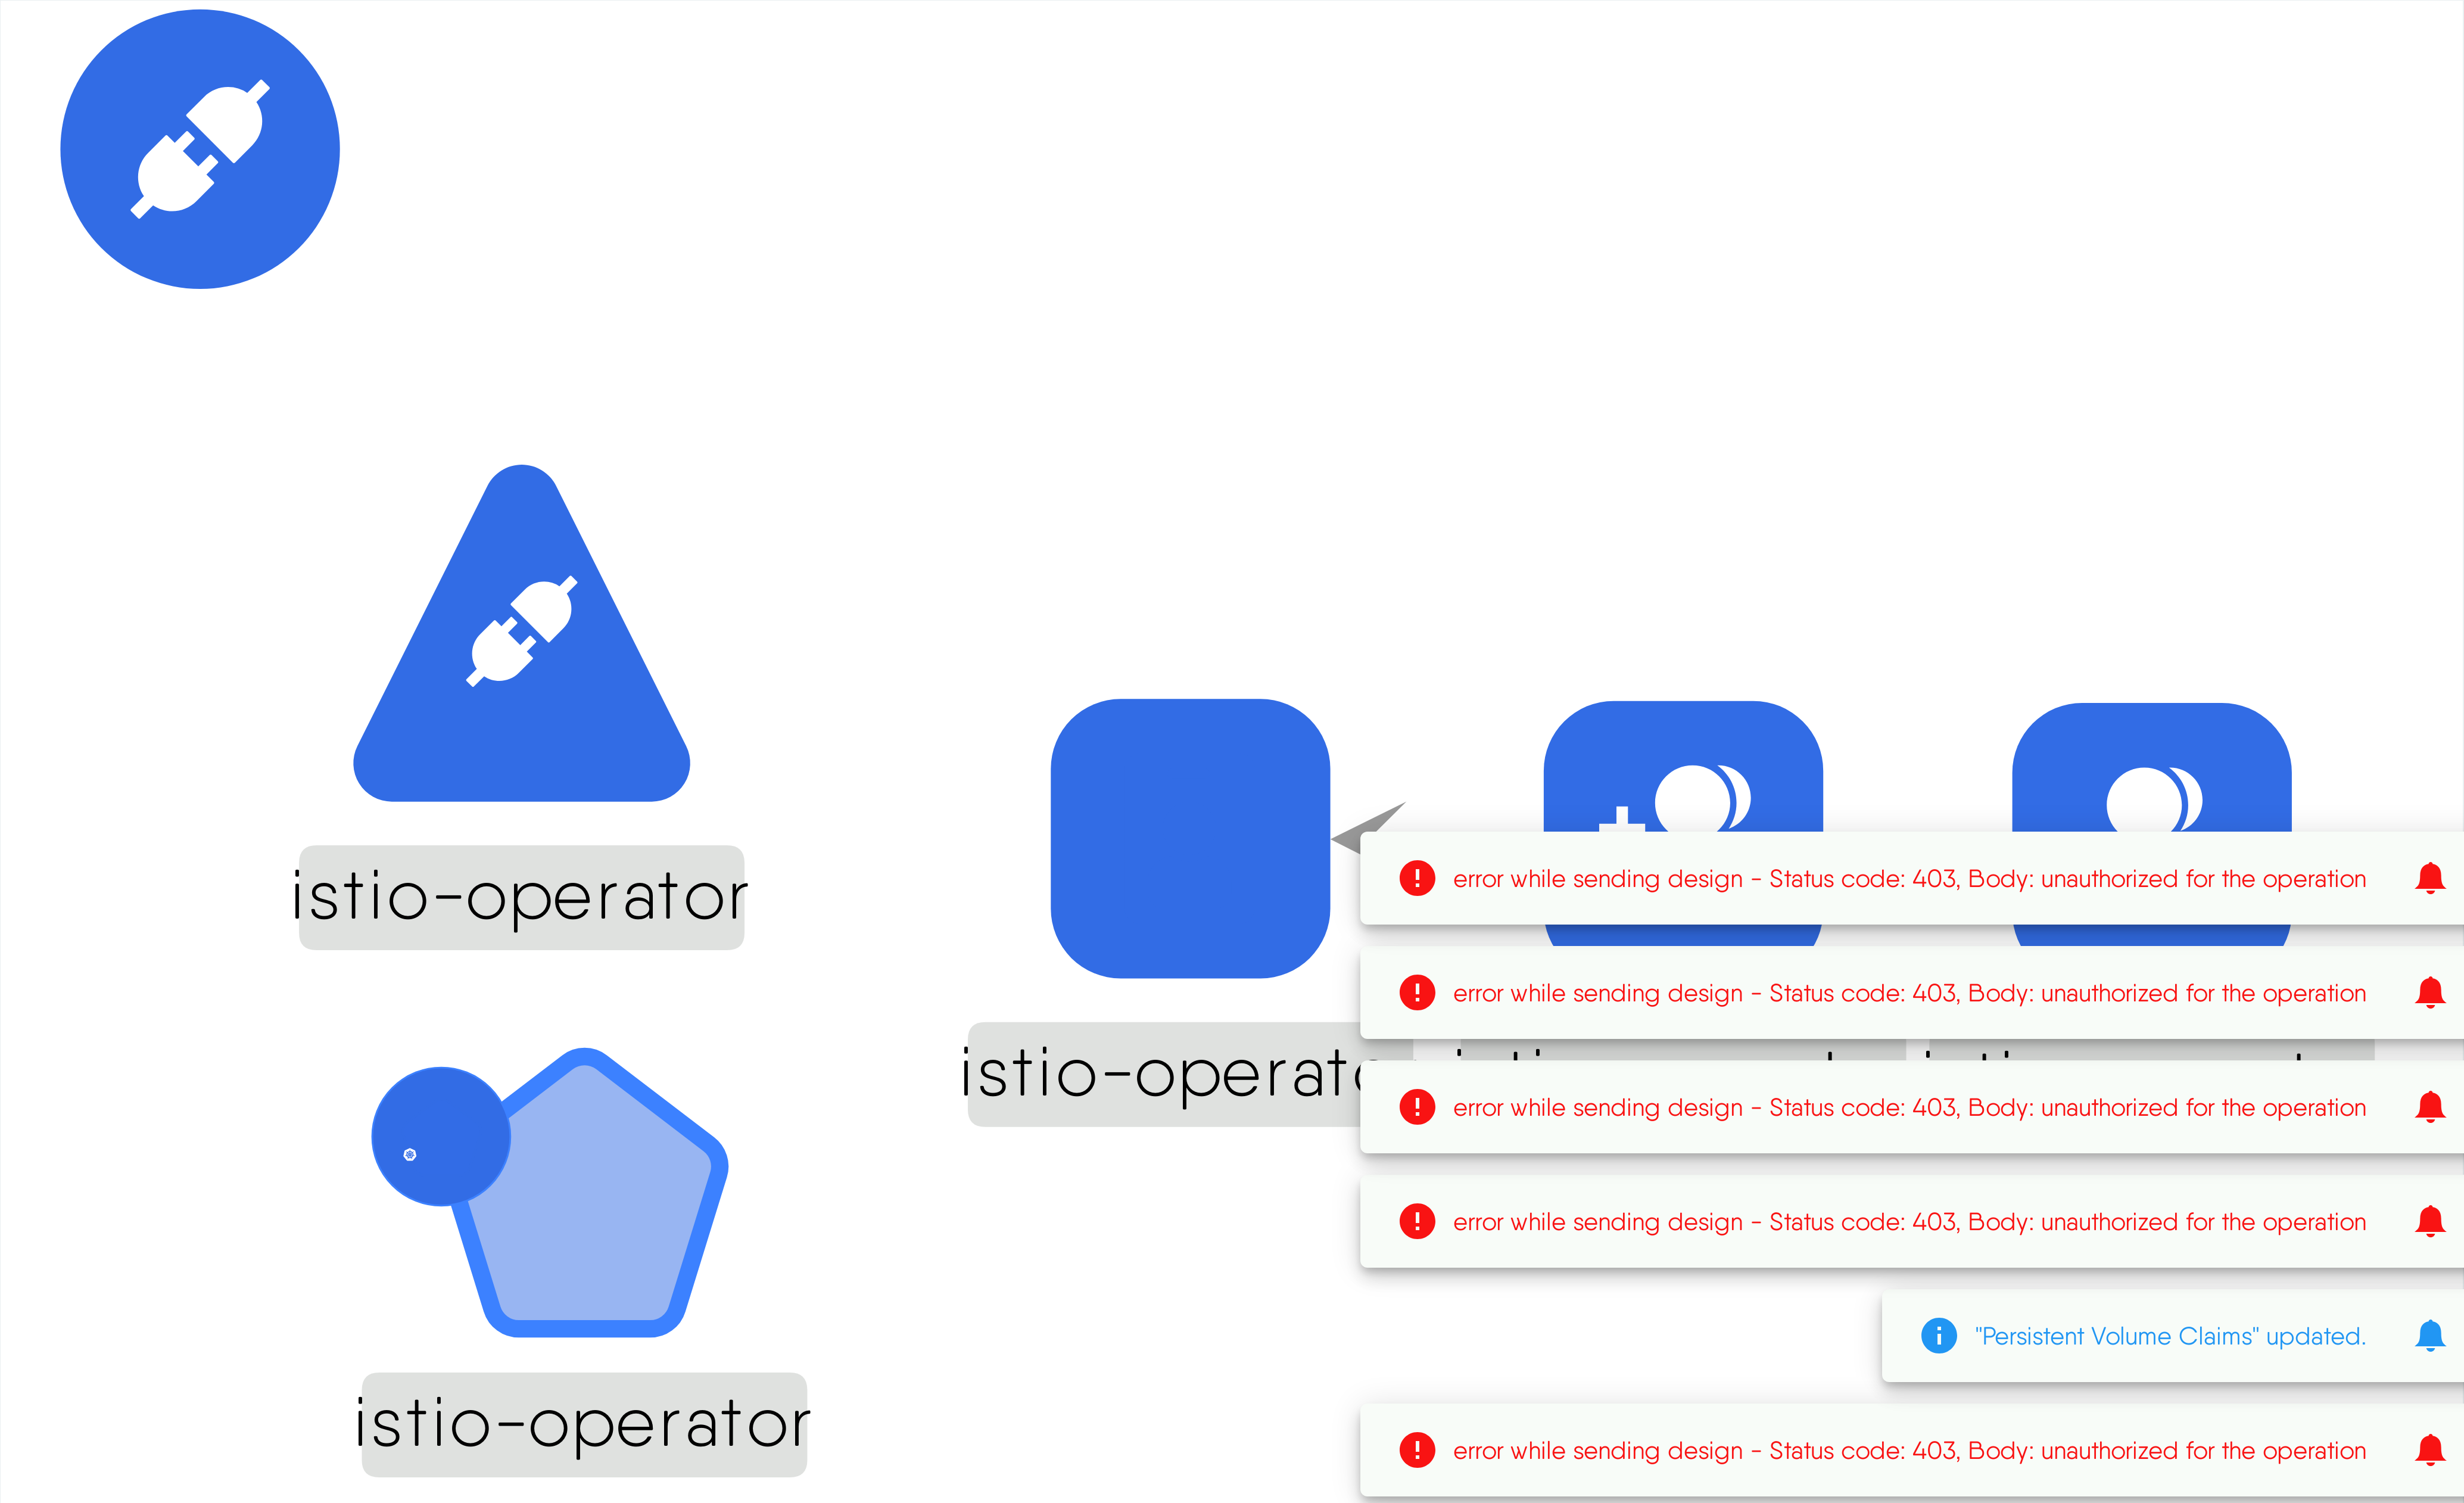 istio-operator
error while sending design - Status code: 403, Body: unauthorized for the operation
error while sending design - Status code: 403, Body: unauthorized for the operation
error while sending design - Status code: 403, Body: unauthorized for the operation
error while sending design - Status code: 403, Body: unauthorized for the operation
"Persistent Volume Claims" updated.
istio-operator
error while sending design - Status code: 403, Body: unauthorized for the operation